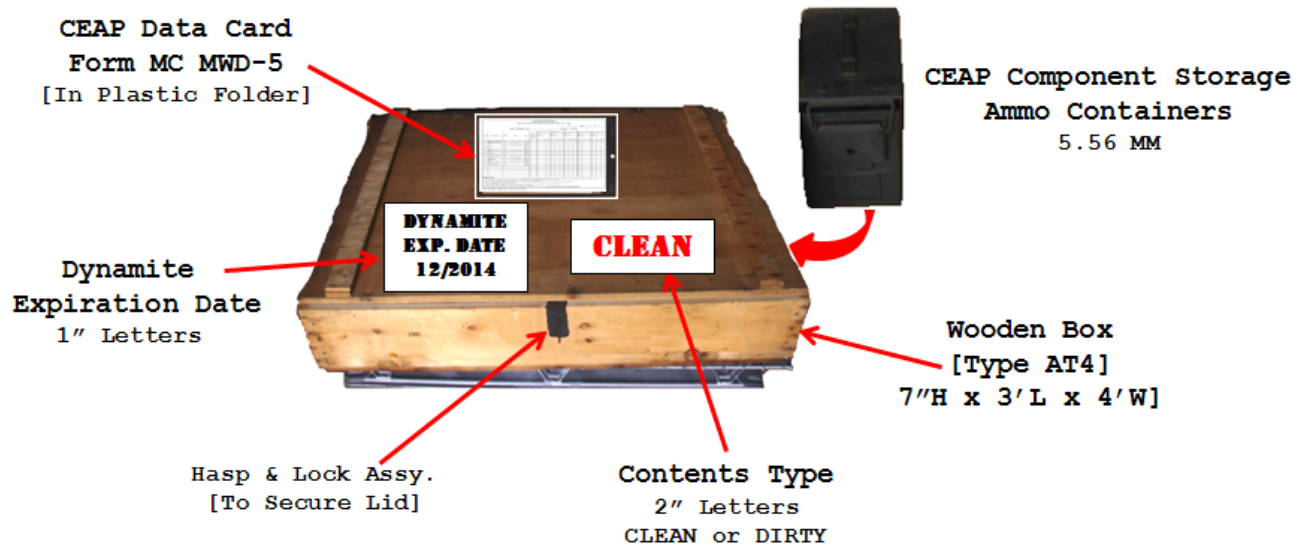 CEAP Data Card
Form MC MWD-5
[In Plastic Folder]
CEAP Component Storage
Ammo Containers
5.56 MM
DYNAMITE
EXP. DATE
12/2014
CLEAN
Dynamite
Expiration Date
1” Letters
Wooden Box
[Type AT4]
7”H x 3’L x 4’W]
Hasp & Lock Assy.
[To Secure Lid]
Contents Type
2” Letters
CLEAN or DIRTY